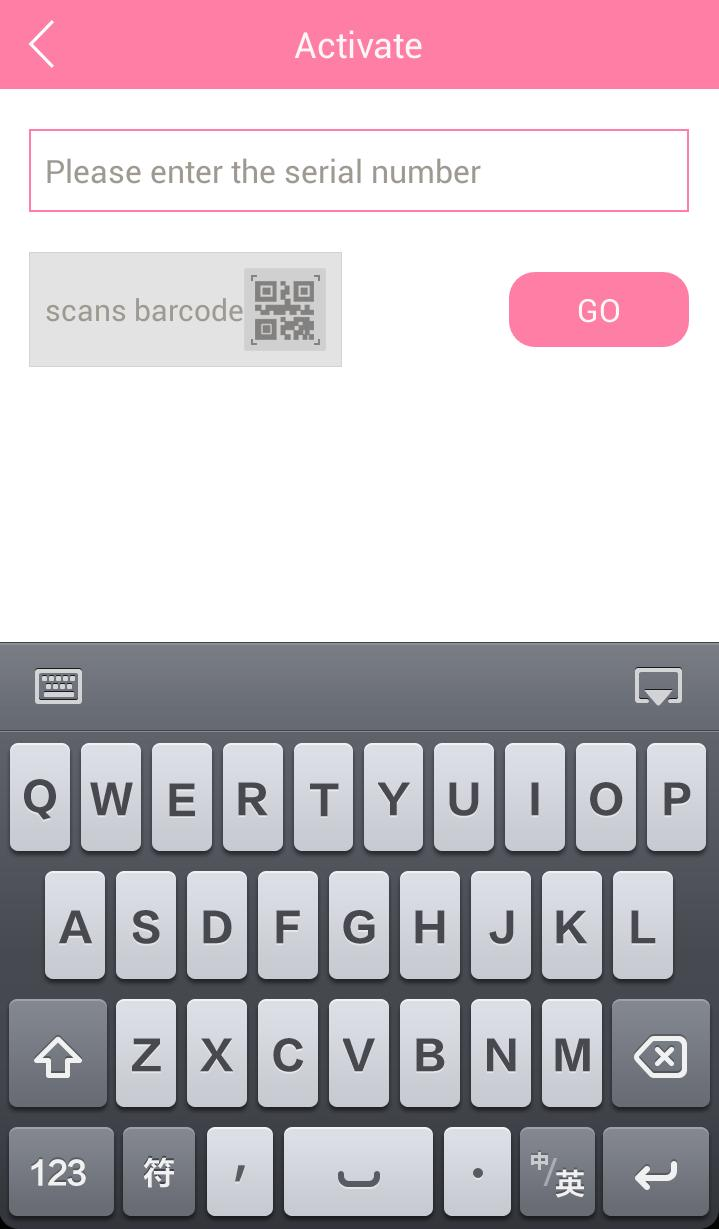 Activate
Please enter the serial number
scans barcode
GO
Q W E R T Y U I O P
A S D F G H J K L
Z X C V B N M
123 符 , . 中/英